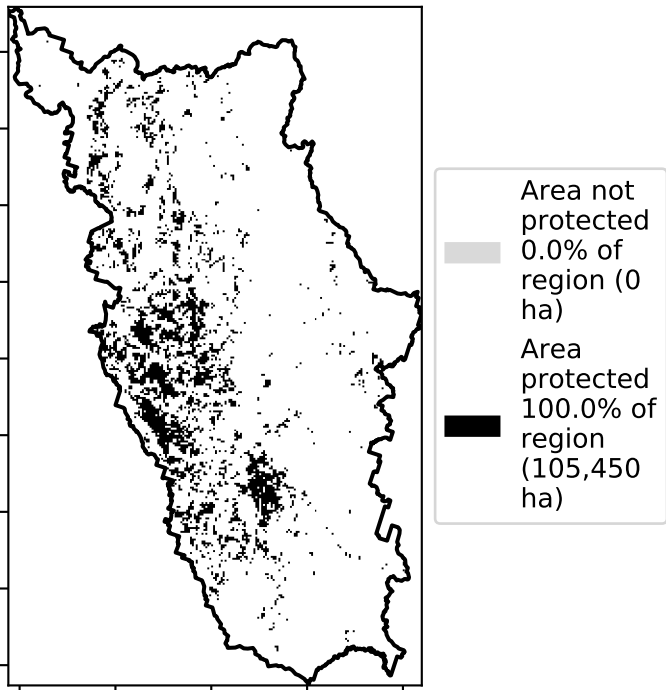 Area not
protected
0.0% of
region (0
ha)
Area
protected
100.0% of
region
(105,450
ha)